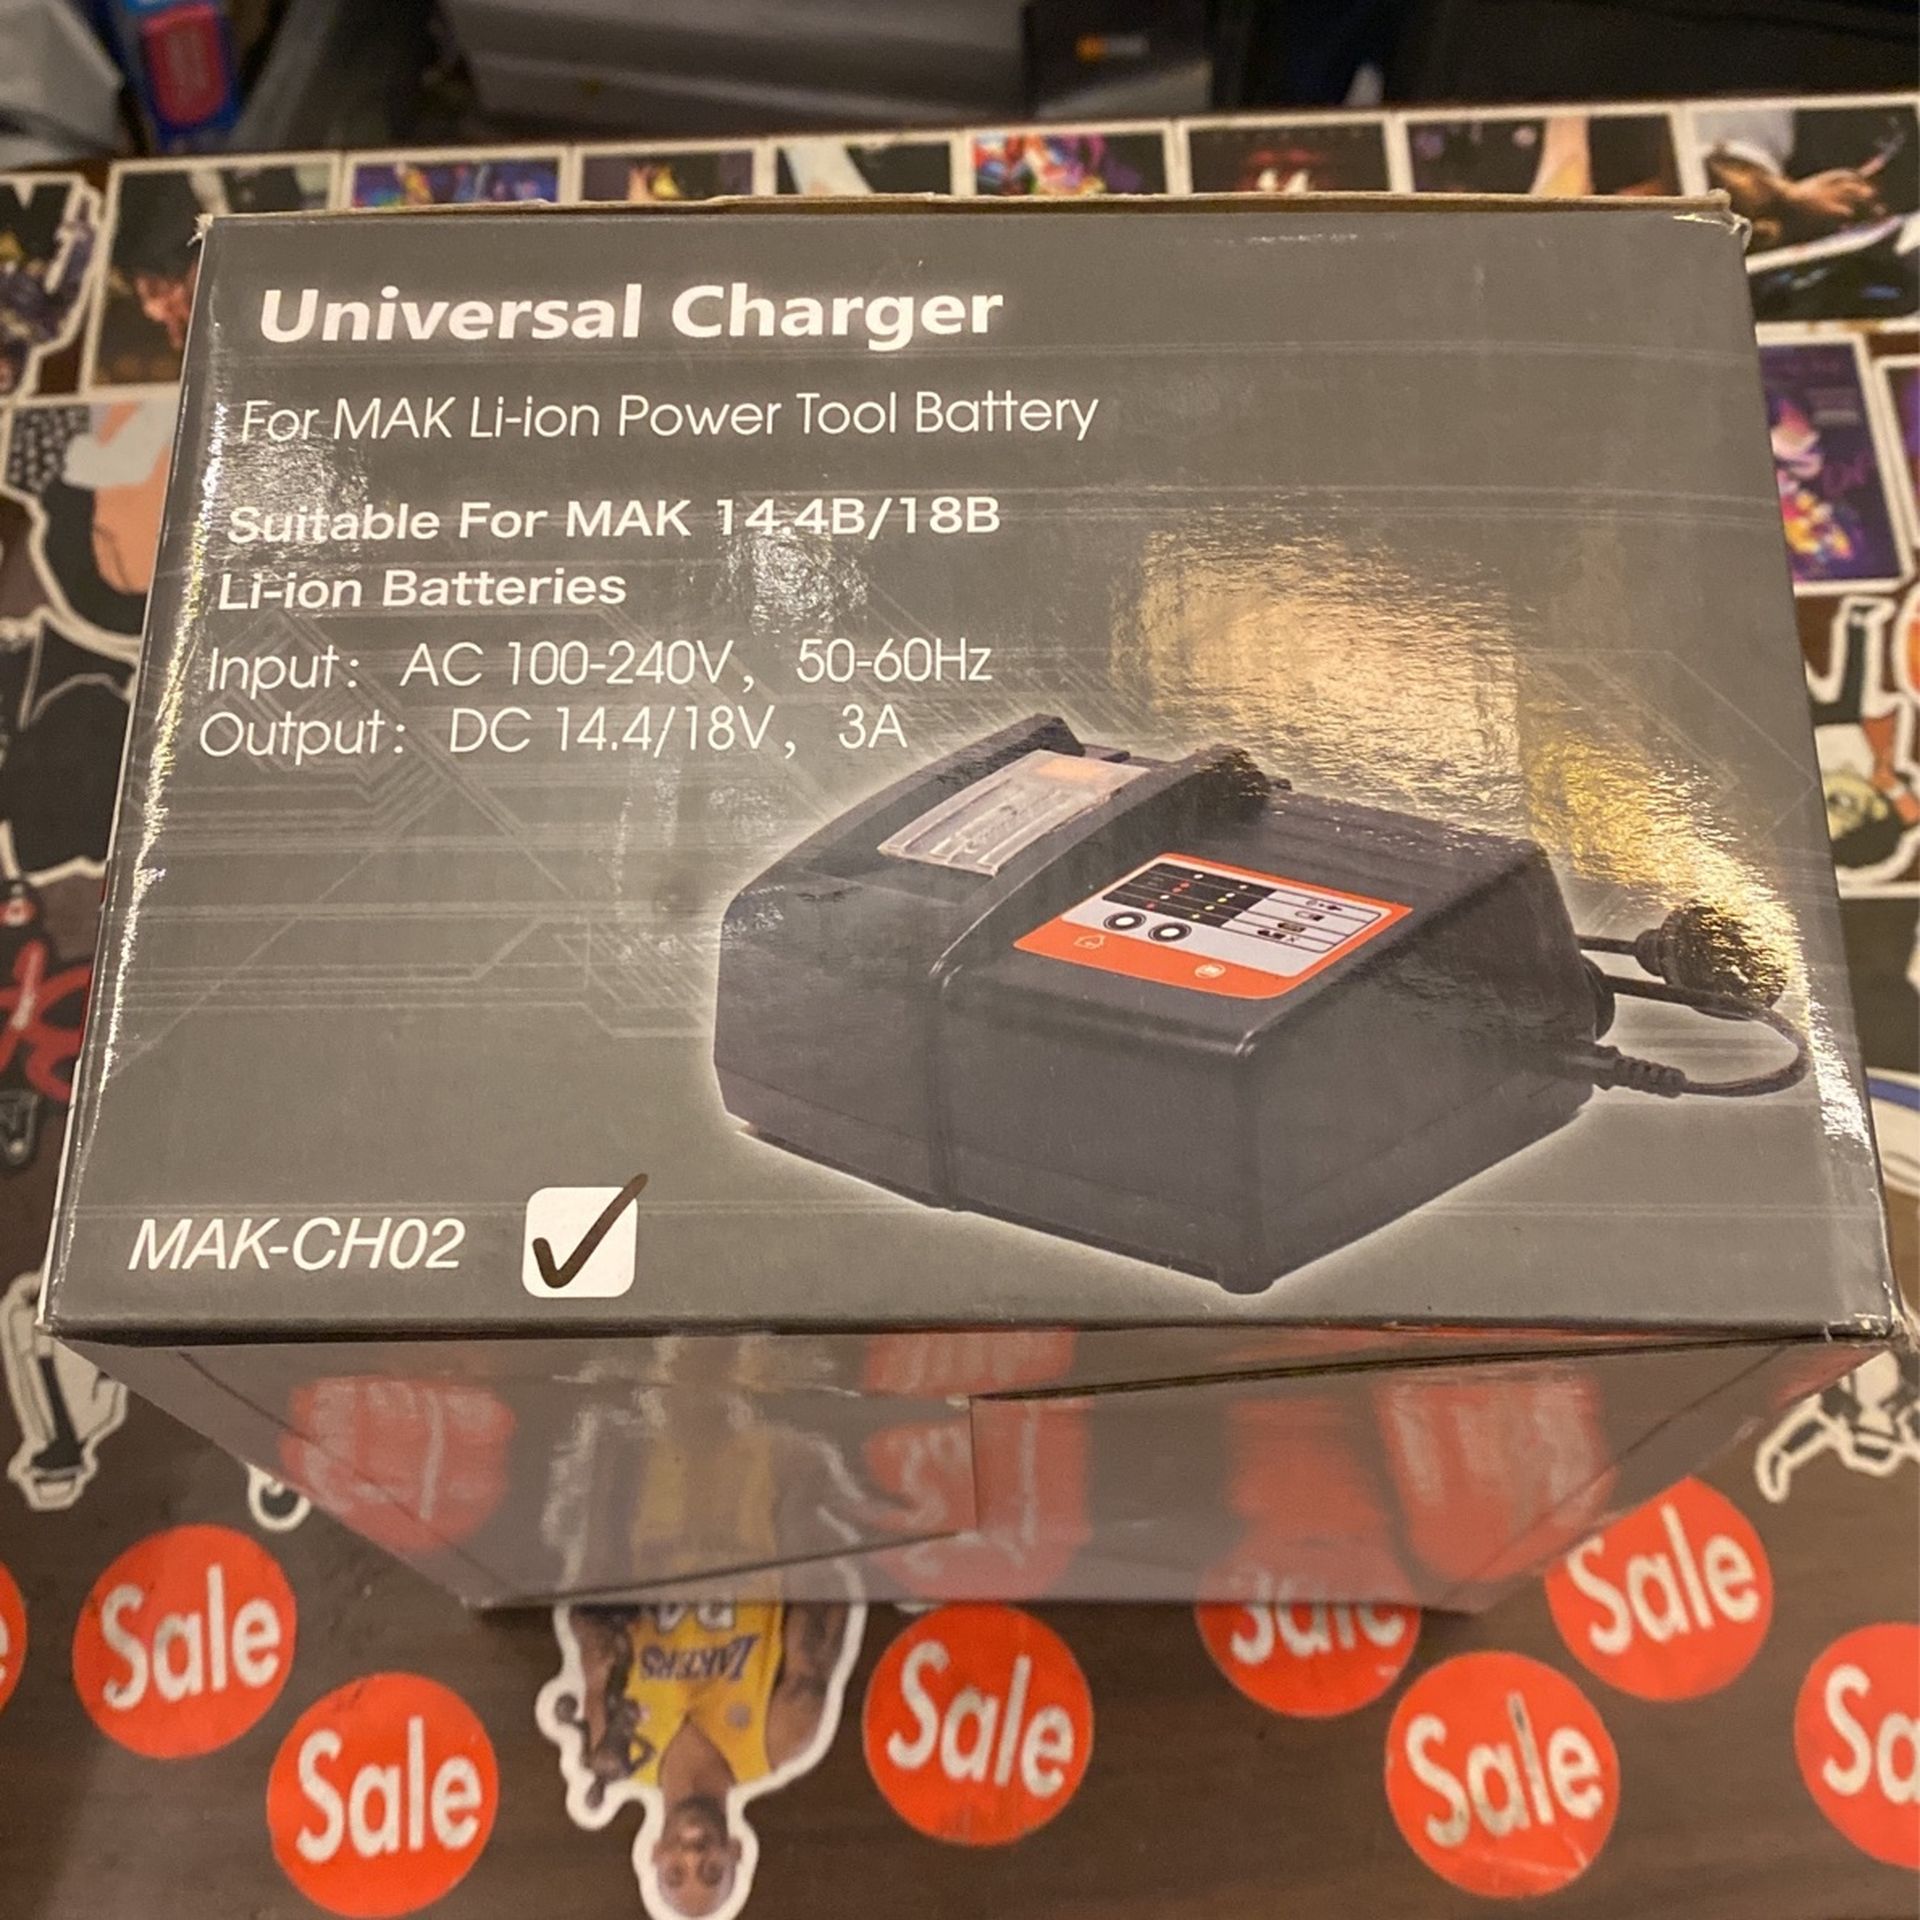 Universal Charger
For MAK Li-ion Power Tool Battery
Suitable For MAK 14.4B/18B
Li-ion Batteries
Input: AC 100-240V, 50-60Hz
Output: DC 14.4/18V, 3A
MAK-CH02
Sale
Sale
Sale
Sale
Sale
Sale
Sa
LAKERS